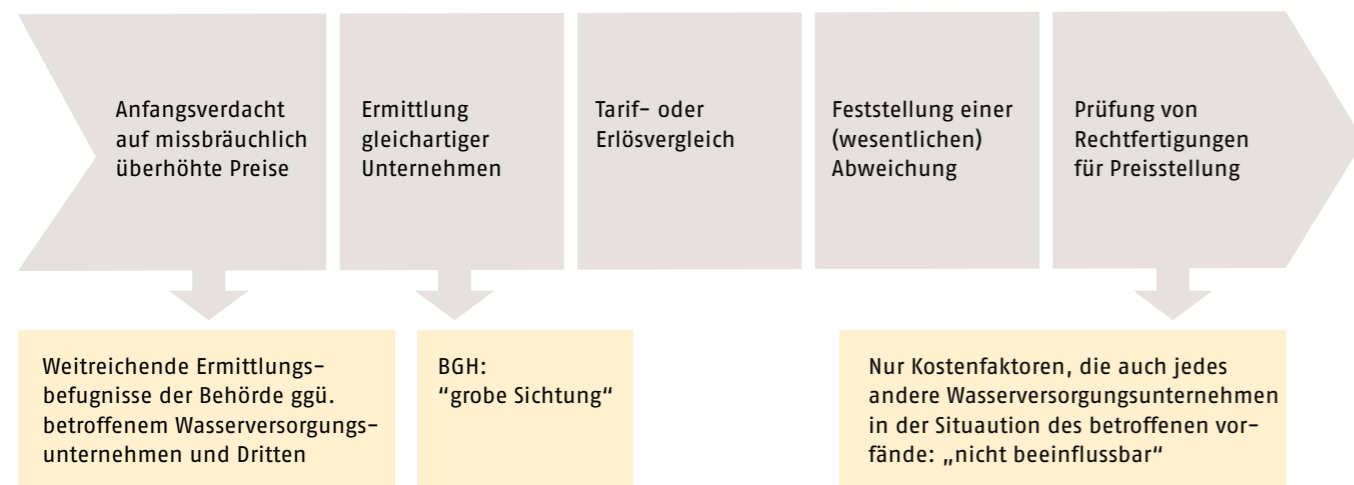 Anfangsverdacht
auf missbräuchlich
überhöhte Preise
Ermittlung
gleichartiger
Unternehmen
Tarif- oder
Erlösvergleich
Feststellung einer
(wesentlichen)
Abweichung
Prüfung von
Rechtfertigungen
für Preisstellung
Weitreichende Ermittlungs-
befugnisse der Behörde ggü.
betroffenem Wasserversorgungs-
unternehmen und Dritten
BGH:
“grobe Sichtung“
Nur Kostenfaktoren, die auch jedes
andere Wasserversorgungsunternehmen
in der Situaution des betroffenen vor-
fände: „nicht beeinflussbar“